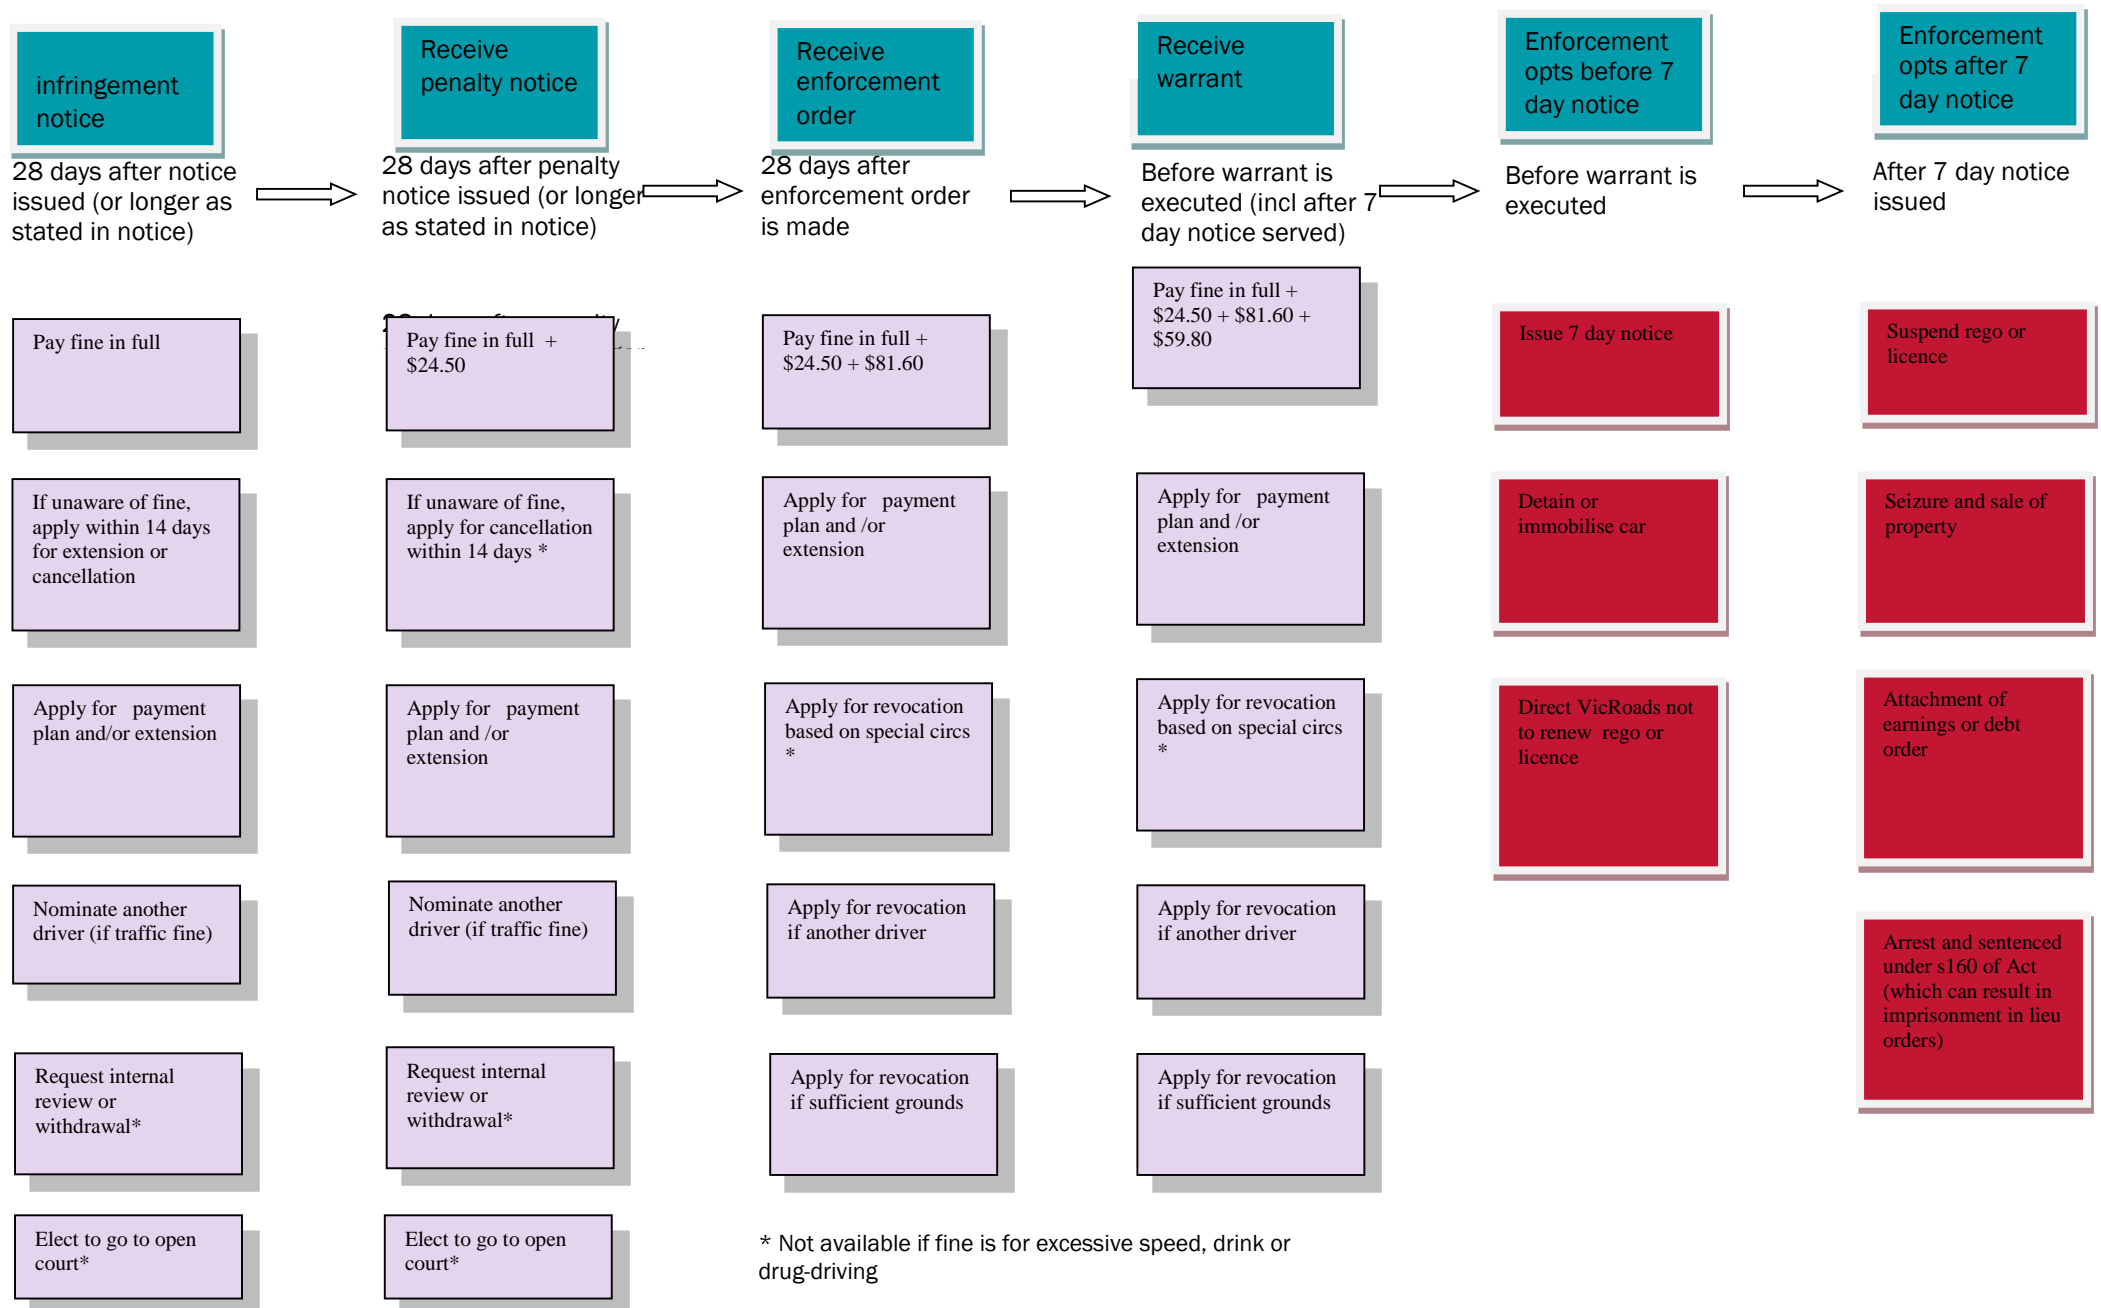 infringement
notice
Receive
penalty notice
Receive
enforcement
order
Receive
warrant
Enforcement
opts before 7
day notice
Enforcement
opts after 7
day notice
28 days after notice
issued (or longer as
stated in notice)
28 days after penalty
notice issued (or longer
as stated in notice)
28 days after
enforcement order
is made
Before warrant is
executed (incl after 7
day notice served)
Before warrant is
executed
After 7 day notice
issued
Pay fine in full
If unaware of fine,
apply within 14 days
for extension or
cancellation
Apply for payment
plan and/or extension
Nominate another
driver (if traffic fine)
Request internal
review or
withdrawal*
Elect to go to open
court*
Pay fine in full +
$24.50
If unaware of fine,
apply for cancellation
within 14 days *
Apply for payment
plan and /or
extension
Nominate another
driver (if traffic fine)
Request internal
review or
withdrawal*
Elect to go to open
court*
Pay fine in full +
$24.50 + $81.60
Apply for payment
plan and /or
extension
Apply for revocation
based on special circs
*
Apply for revocation
if another driver
Apply for revocation
if sufficient grounds
Pay fine in full +
$24.50 + $81.60 +
$59.80
Apply for payment
plan and /or
extension
Apply for revocation
based on special circs
*
Apply for revocation
if another driver
Apply for revocation
if sufficient grounds
Issue 7 day notice
Detain or
immobilise car
Direct VicRoads not
to renew rego or
licence
Suspend rego or
licence
Seizure and sale of
property
Attachment of
earnings or debt
order
Arrest and sentenced
under s160 of Act
(which can result in
imprisonment in lieu
orders)
* Not available if fine is for excessive speed, drink or
drug-driving